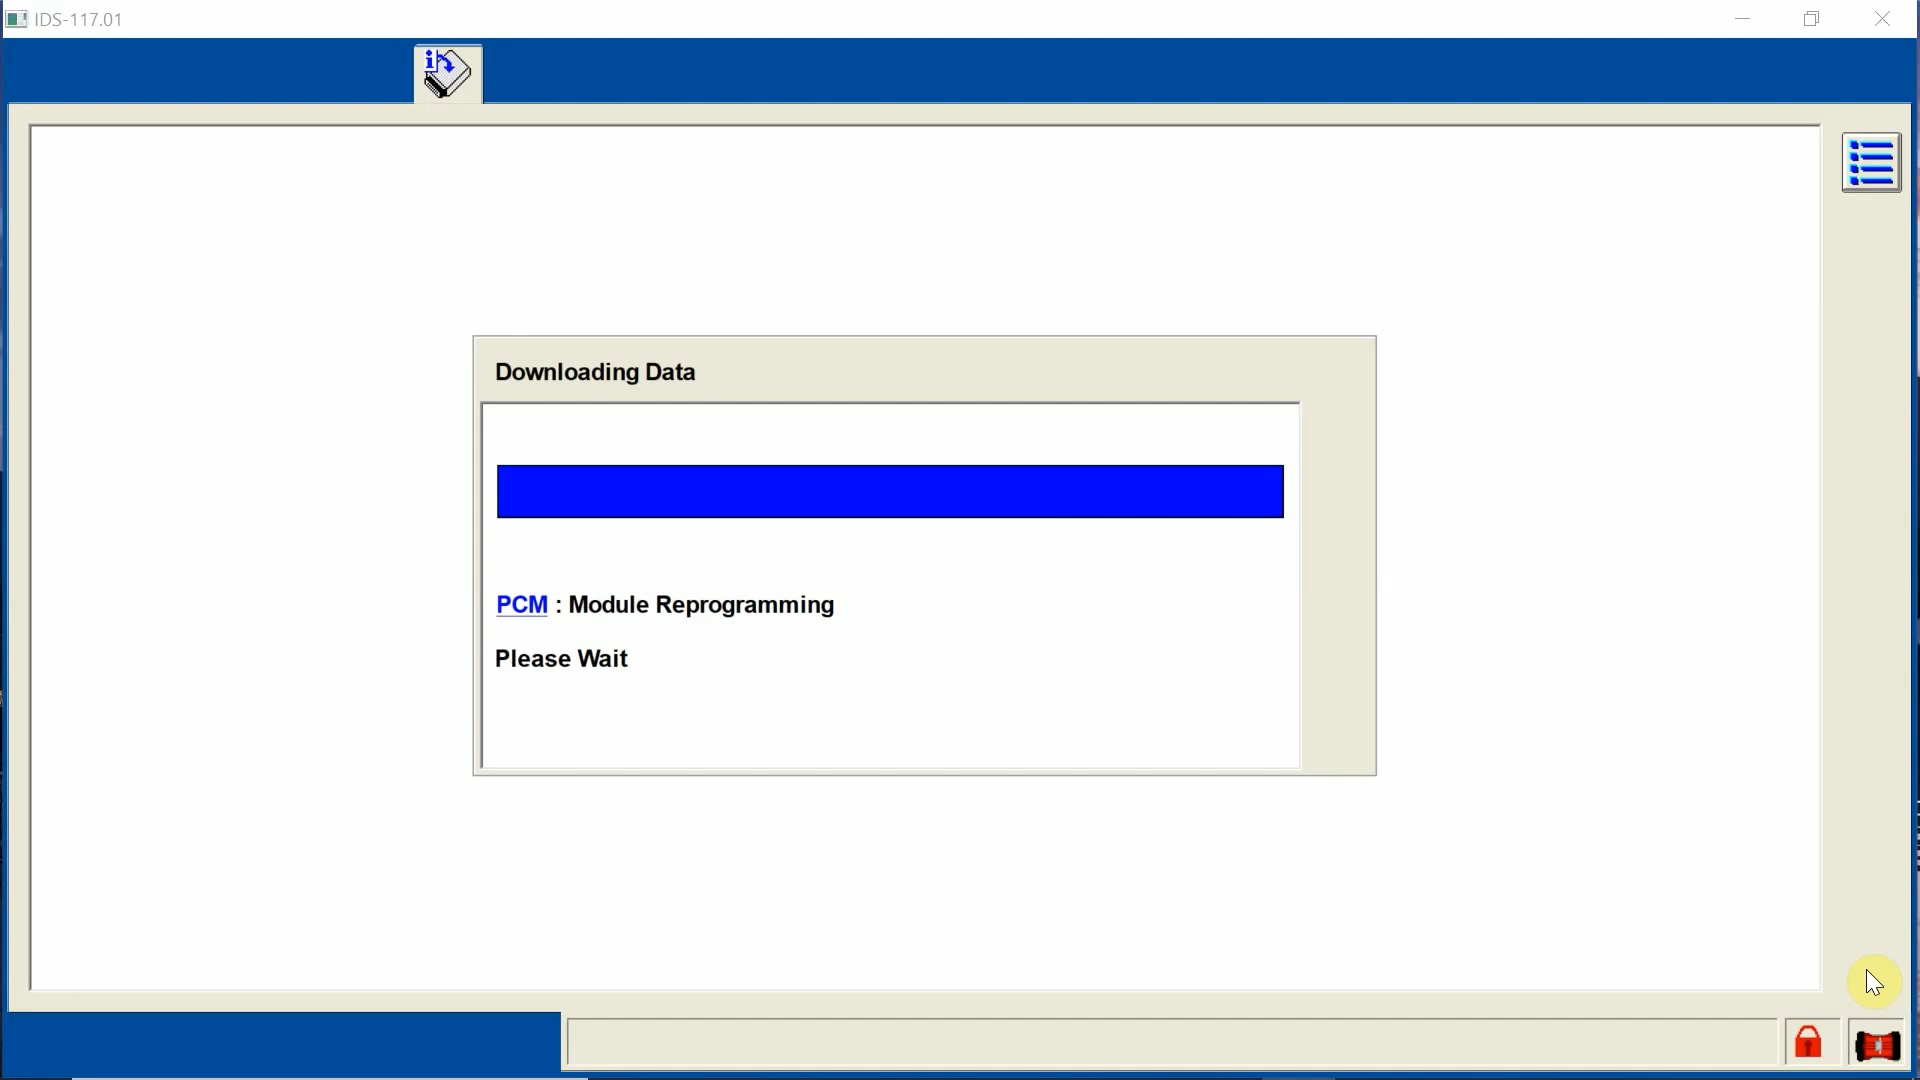 IDS-117.01
i
Downloading Data
PCM : Module Reprogramming
Please Wait